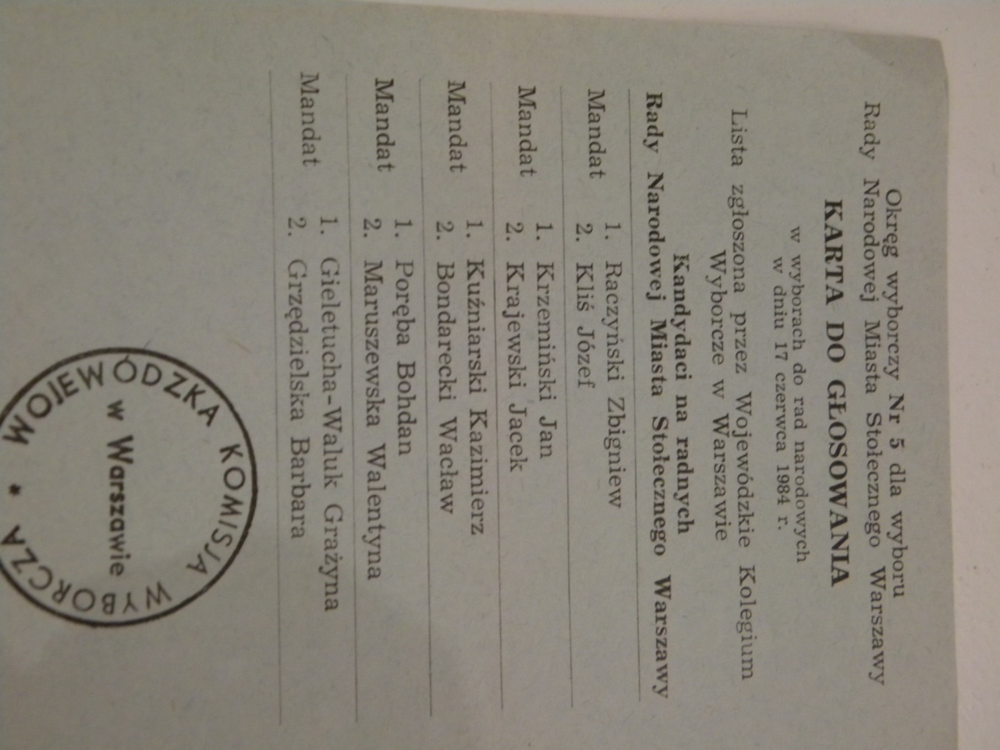 Okręg wyborczy Nr 5 dla wyboru
Rady Narodowej Miasta Stołecznego Warszawy
KARTA DO GŁOSOWANIA
w wyborach do rad narodowych
w dniu 17 czerwca 1984 r.
Lista zgłoszona przez Wojewódzkie Kolegium
Wyborcze w Warszawie
Kandydaci na radnych
Rady Narodowej Miasta Stołecznego Warszawy
Mandat 1. Raczyński Zbigniew
2. Kliś Józef
Mandat 1. Krzemiński Jan
2. Krajewski Jacek
Mandat 1. Kuźniarski Kazimierz
2. Bondarecki Wacław
Mandat 1. Poręba Bohdan
2. Maruszewska Walentyna
Mandat 1. Gieletucha-Waluk Grażyna
2. Grzędzielska Barbara
WOJEWÓDZKA KOMISJA WYBORCZA *
w Warszawie